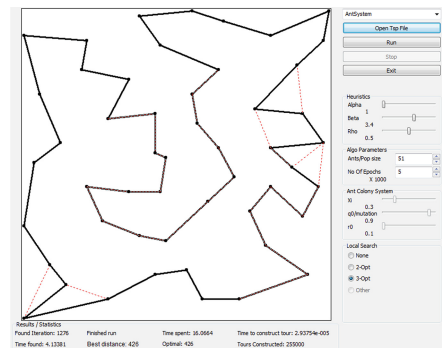 AntSystem
Open Tsp File
Run
Stop
Exit
Heuristics
Alpha
1
Beta
3.4
Rho
0.5
Algo Parameters
Ants/Pop size 51
No Of Epochs 5
X 1000
Ant Colony System
Xi
0.3
q0/mutation
0.9
r0
0.1
Local Search
None
2-Opt
3-Opt
Other
Results / Statistics
Found Iteration: 1276 Finished run Time spent: 16.0664 Time to construct tour: 2.93754e-005
Time found: 4.13381 Best distance: 426 Optimal: 426 Tours Constructed: 255000